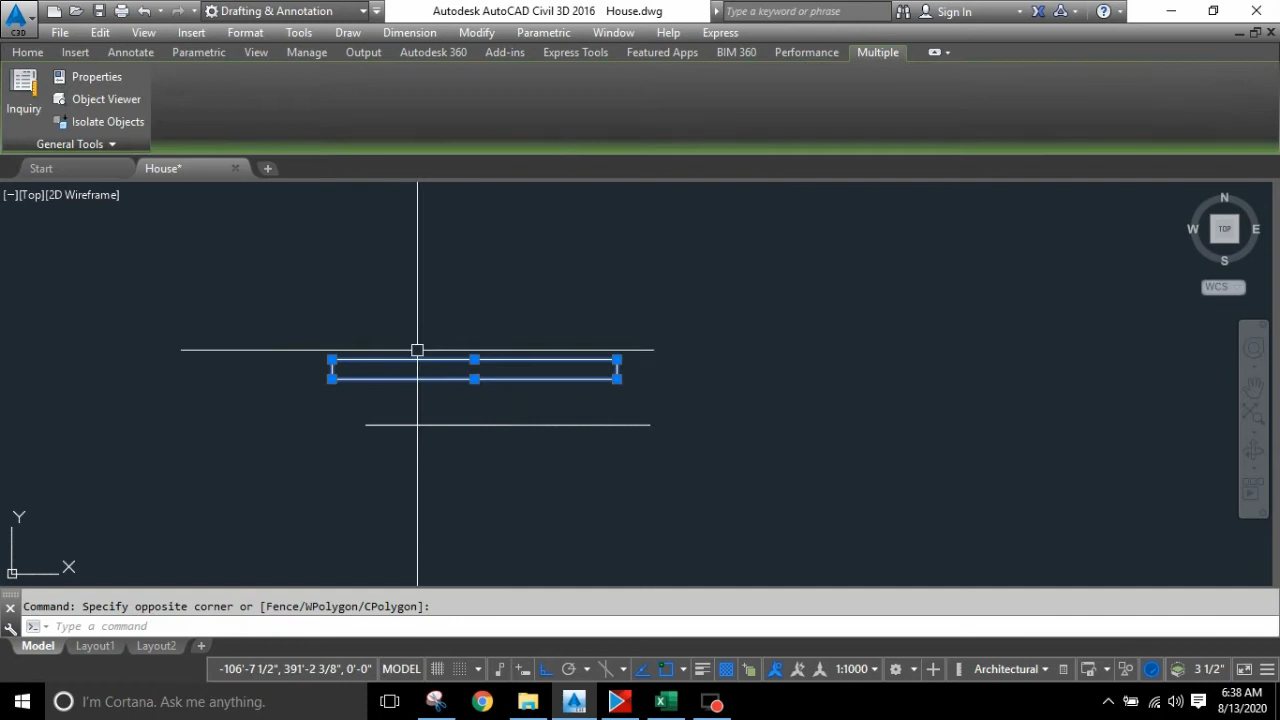 C3D Drafting & Annotation Autodesk AutoCAD Civil 3D 2016 House.dwg Type a keyword or phrase Sign In
File Edit View Insert Format Tools Draw Dimension Modify Parametric Window Help Express
Home Insert Annotate Parametric View Manage Output Autodesk 360 Add-ins Express Tools Featured Apps BIM 360 Performance Multiple
Inquiry
Properties
Object Viewer
Isolate Objects
General Tools
Start House*
[−][Top][2D Wireframe]
N
W TOP E
S
WCS
Y
X
Command: Specify opposite corner or [Fence/WPolygon/CPolygon]:
Type a command
Model Layout1 Layout2 +
-106'-7 1/2", 391'-2 3/8", 0'-0" MODEL 1:1000 Architectural 3 1/2"
I'm Cortana. Ask me anything. 6:38 AM
8/13/2020